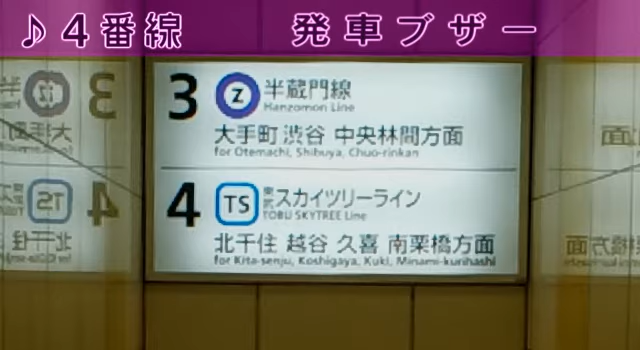 ♪４番線　発車ブザー
3 Z 半蔵門線
Hanzomon Line
大手町 渋谷 中央林間方面
for Otemachi, Shibuya, Chuo-rinkan
4 TS 東武スカイツリーライン
TOBU SKYTREE Line
北千住 越谷 久喜 南栗橋方面
for Kita-senju, Koshigaya, Kuki, Minami-kurihashi